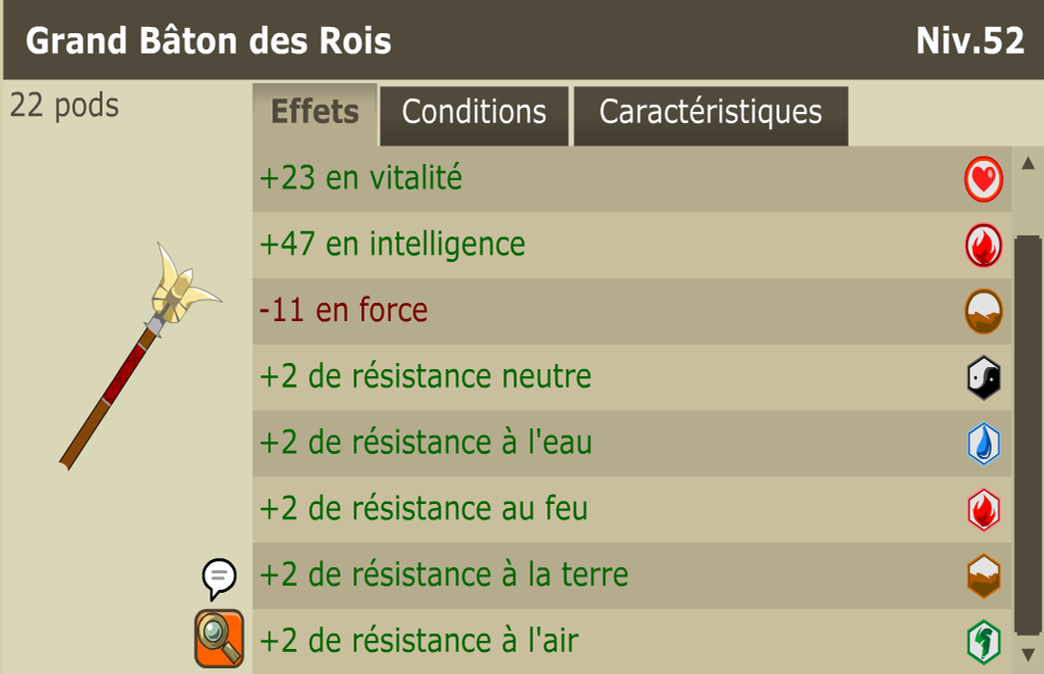 Grand Bâton des Rois
Niv.52
22 pods
Effets
Conditions
Caractéristiques
+23 en vitalité
+47 en intelligence
-11 en force
+2 de résistance neutre
+2 de résistance à l'eau
+2 de résistance au feu
+2 de résistance à la terre
+2 de résistance à l'air